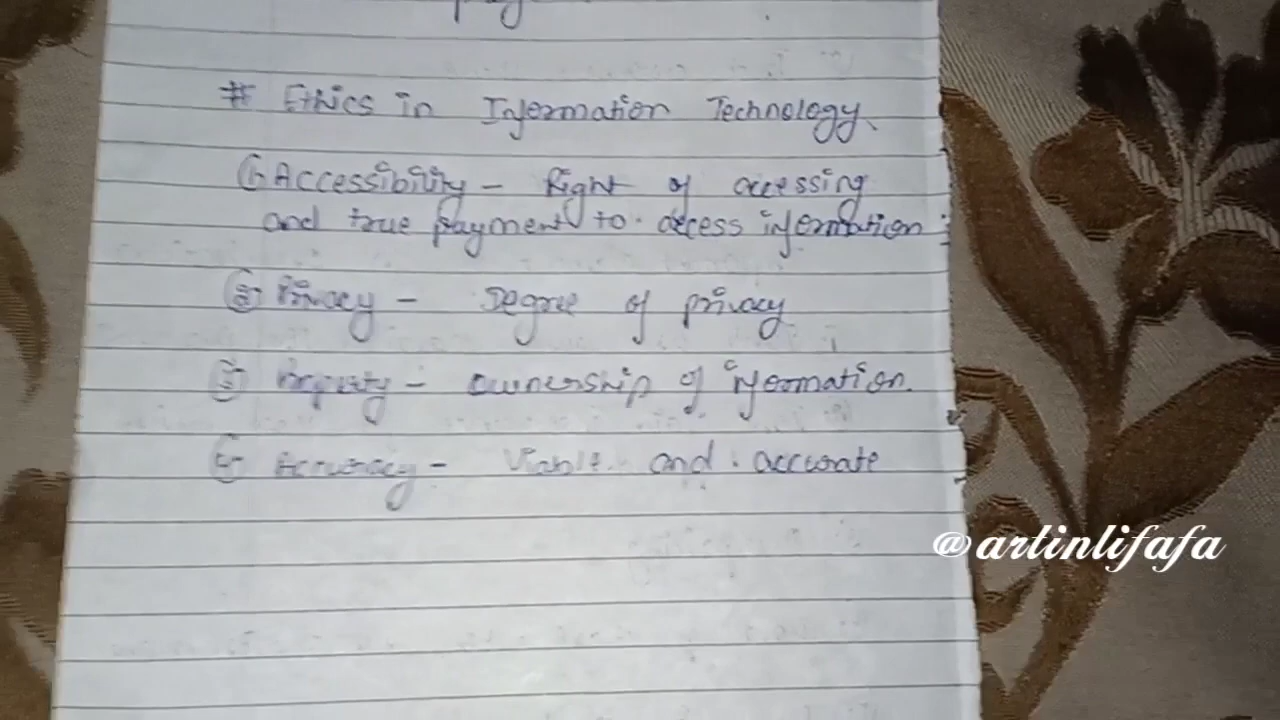 # Ethics in Information Technology
① Accessibility - Right of accessing
and true payment to access information
② Privacy - Degree of privacy
③ Property - ownership of information.
④ Accuracy - Viable and accurate
@artinlifafa